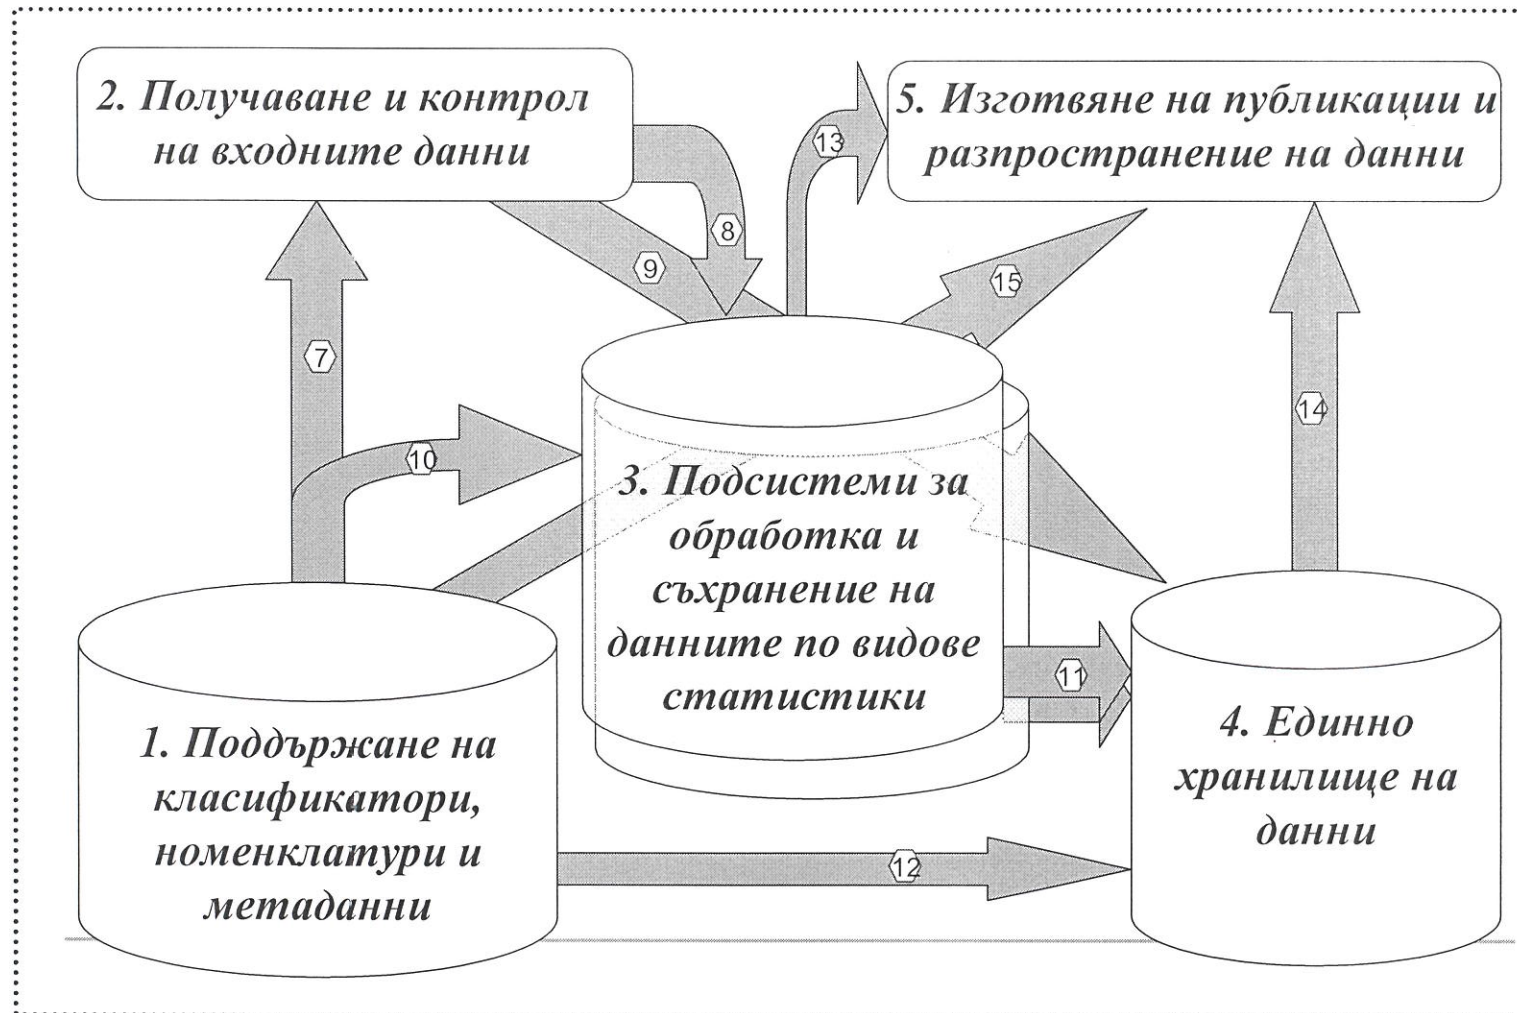 2. Получаване и контрол
на входните данни
5. Изготвяне на публикации и
разпространение на данни
13
8
9
15
7
14
10
3. Подсистеми за
обработка и
съхранение на
данните по видове
статистики
11
1. Поддържане на
класификатори,
номенклатури и
метаданни
4. Единно
хранилище на
данни
12